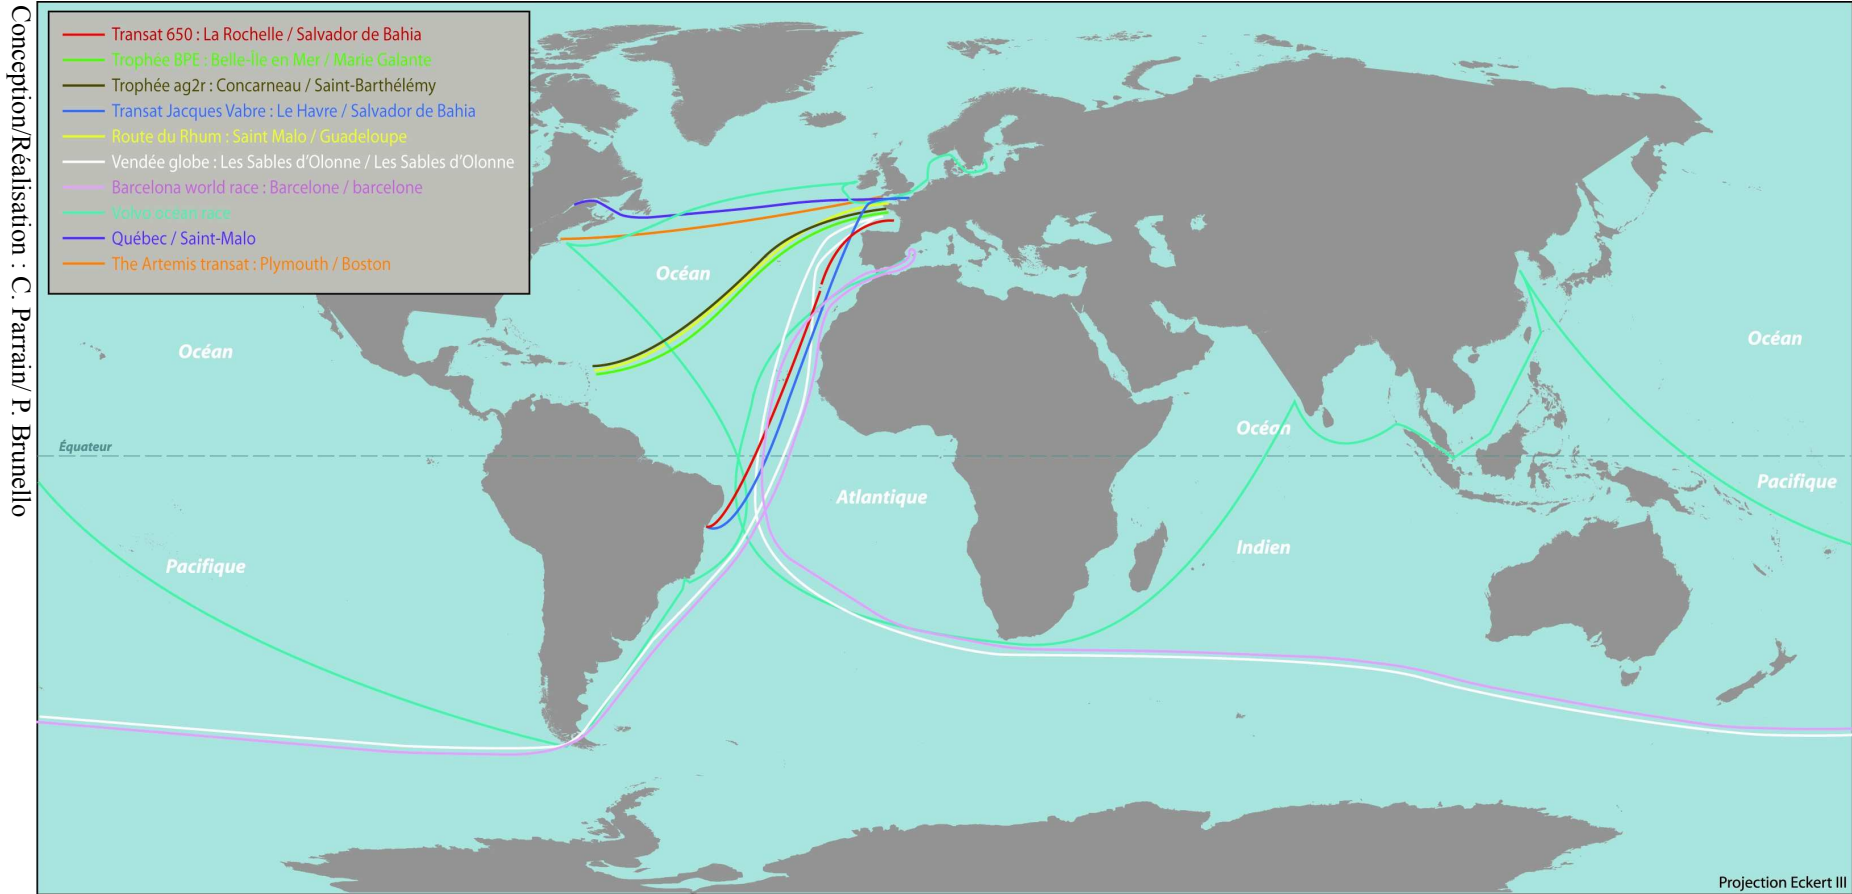 Conception/Réalisation : C. Parrain/ P. Brunello
Transat 650 : La Rochelle / Salvador de Bahia
Trophée BPE : Belle-Île en Mer / Marie Galante
Trophée ag2r : Concarneau / Saint-Barthélémy
Transat Jacques Vabre : Le Havre / Salvador de Bahia
Route du Rhum : Saint Malo / Guadeloupe
Vendée globe : Les Sables d'Olonne / Les Sables d'Olonne
Barcelona world race : Barcelone / barcelone
Volvo océan race
Québec / Saint-Malo
The Artemis transat : Plymouth / Boston
Océan
Océan
Océan
Océan
Équateur
Atlantique
Pacifique
Indien
Pacifique
Projection Eckert III